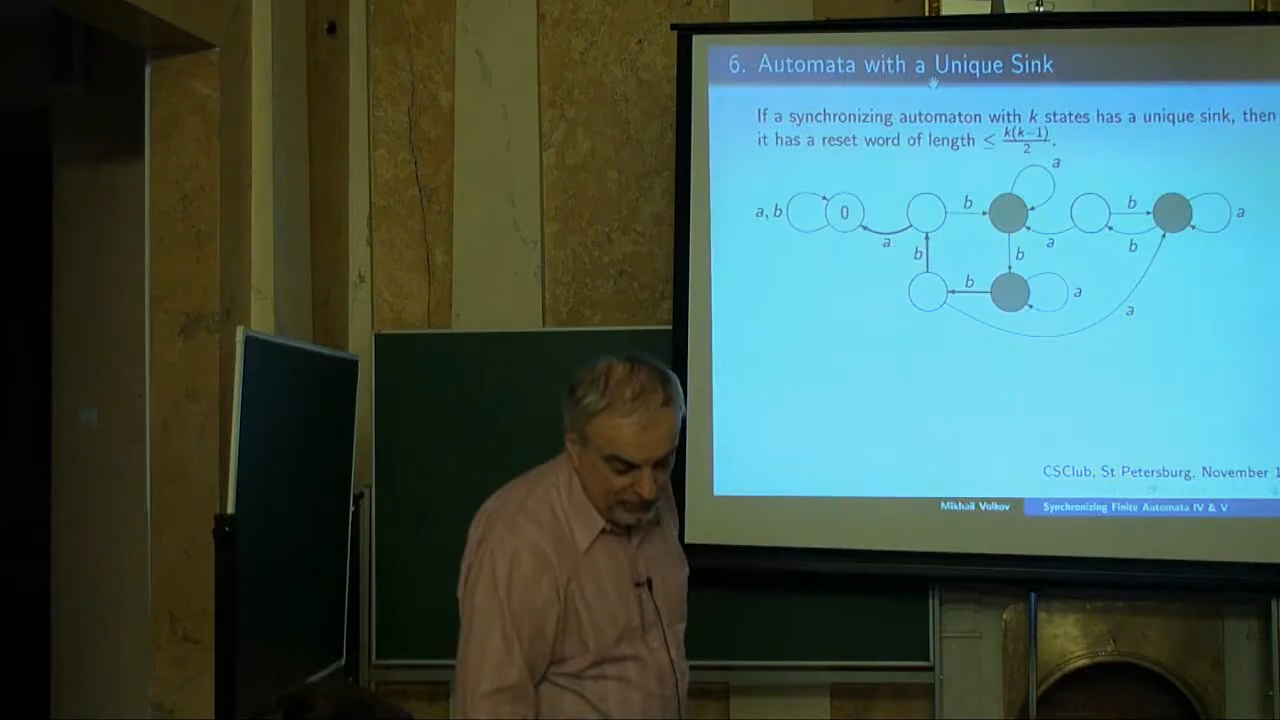 6. Automata with a Unique Sink
If a synchronizing automaton with k states has a unique sink, then
it has a reset word of length ≤ k(k−1)/2.
a
a, b
0
b
b
a
a
a
b
b
b
b
a
a
CSClub, St Petersburg, November 1
Mikhail Volkov
Synchronizing Finite Automata IV & V